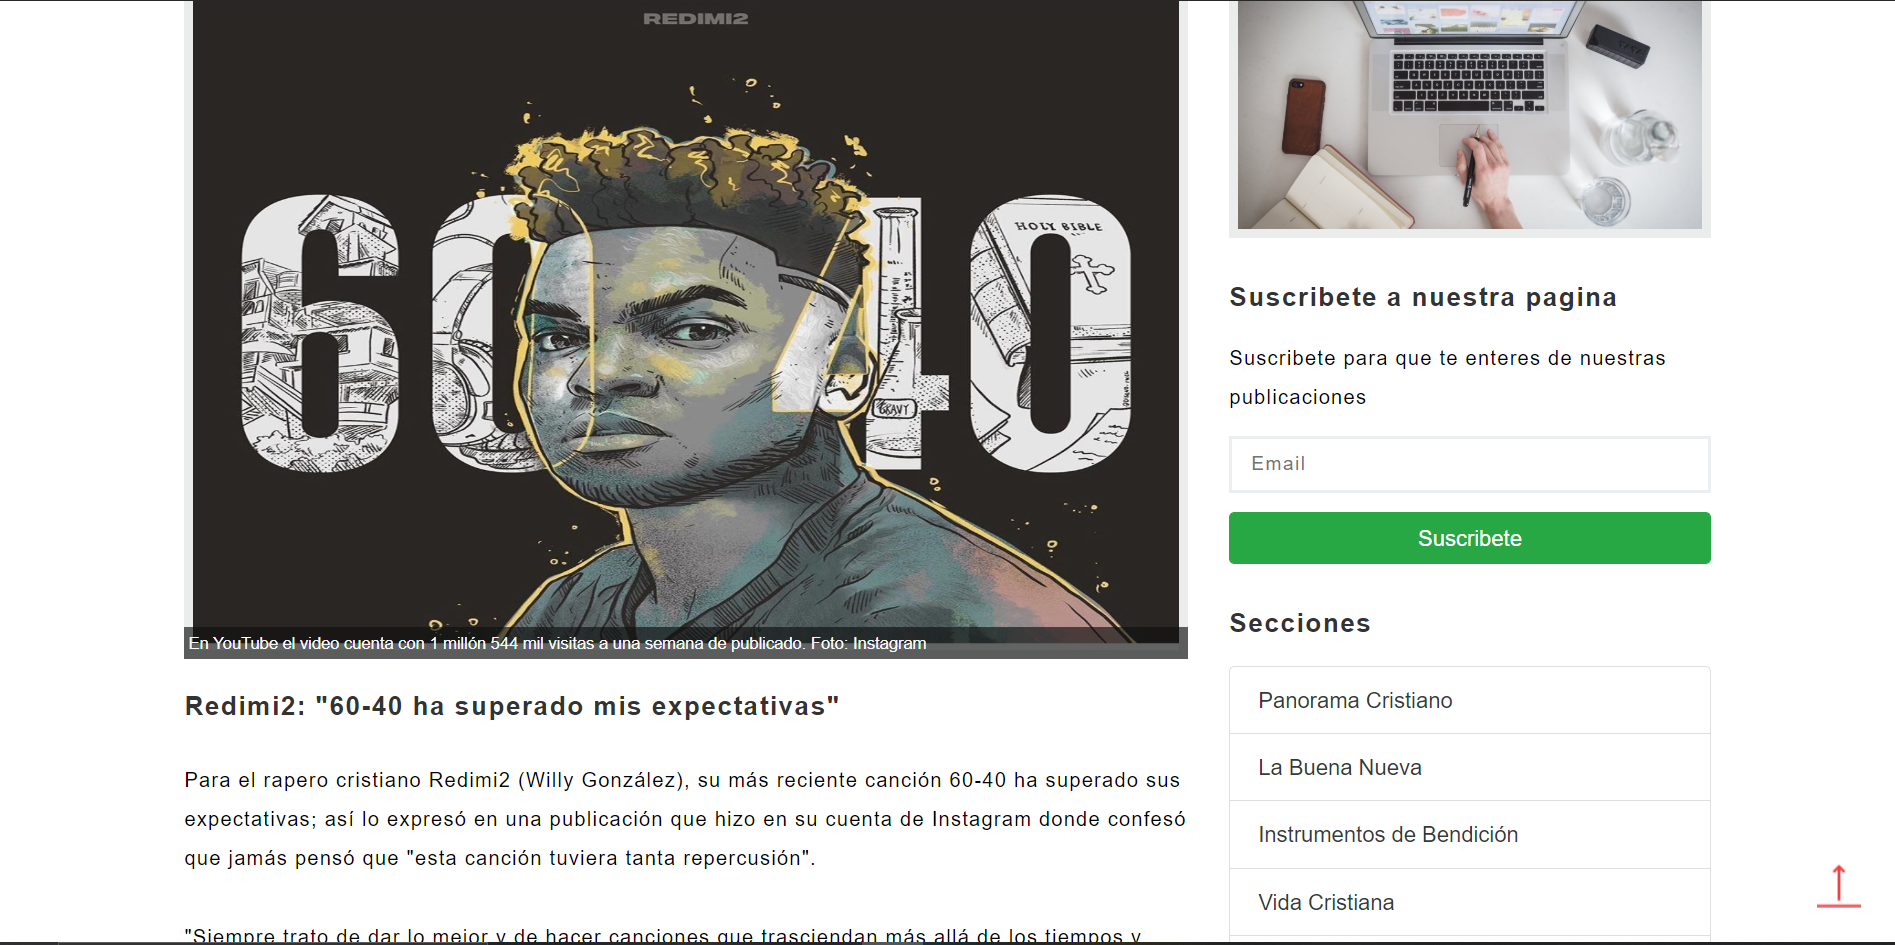 REDIMI2
60 40
HOLY BIBLE
GRAVY
En YouTube el video cuenta con 1 millón 544 mil visitas a una semana de publicado. Foto: Instagram
Redimi2: "60-40 ha superado mis expectativas"
Para el rapero cristiano Redimi2 (Willy González), su más reciente canción 60-40 ha superado sus
expectativas; así lo expresó en una publicación que hizo en su cuenta de Instagram donde confesó
que jamás pensó que "esta canción tuviera tanta repercusión".
"Siempre trato de dar lo mejor y de hacer canciones que trasciendan más allá de los tiempos y
Suscribete a nuestra pagina
Suscribete para que te enteres de nuestras
publicaciones
Email
Suscribete
Secciones
Panorama Cristiano
La Buena Nueva
Instrumentos de Bendición
Vida Cristiana